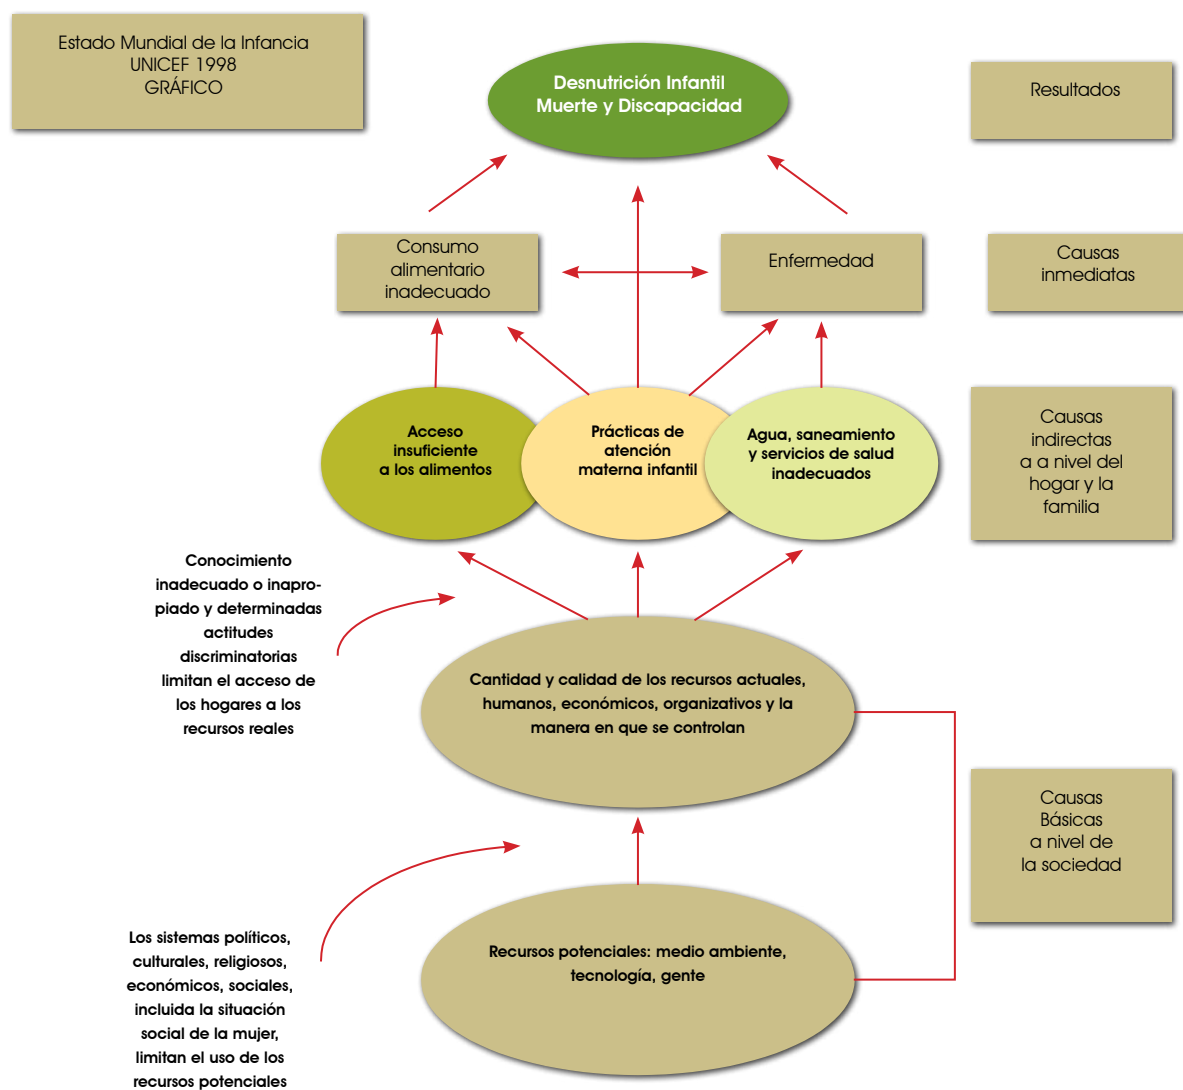 Estado Mundial de la Infancia
UNICEF 1998
GRÁFICO
Desnutrición Infantil
Muerte y Discapacidad
Resultados
Consumo
alimentario
inadecuado
Enfermedad
Causas
inmediatas
Acceso
insuficiente
a los alimentos
Prácticas de
atención
materna infantil
Agua, saneamiento
y servicios de salud
inadecuados
Causas
indirectas
a a nivel del
hogar y la
familia
Conocimiento
inadecuado o inapro-
piado y determinadas
actitudes
discriminatorias
limitan el acceso de
los hogares a los
recursos reales
Cantidad y calidad de los recursos actuales,
humanos, económicos, organizativos y la
manera en que se controlan
Causas
Básicas
a nivel de
la sociedad
Los sistemas políticos,
culturales, religiosos,
económicos, sociales,
incluida la situación
social de la mujer,
limitan el uso de los
recursos potenciales
Recursos potenciales: medio ambiente,
tecnología, gente